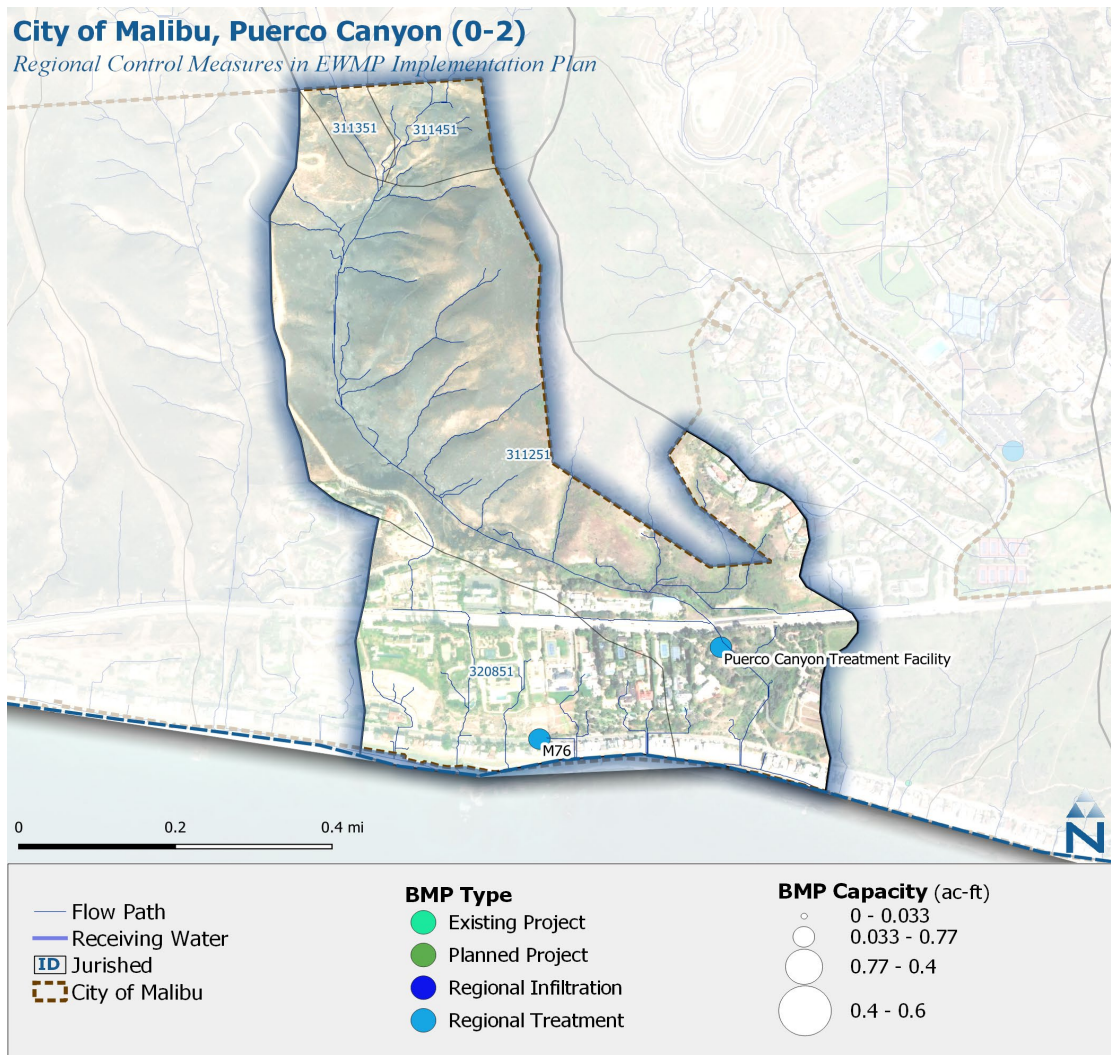 City of Malibu, Puerco Canyon (0-2)
Regional Control Measures in EWMP Implementation Plan
311351
311451
311251
320851
Puerco Canyon Treatment Facility
M76
0 0.2 0.4 mi
N
Flow Path
Receiving Water
ID Jurished
City of Malibu
BMP Type
Existing Project
Planned Project
Regional Infiltration
Regional Treatment
BMP Capacity (ac-ft)
0 - 0.033
0.033 - 0.77
0.77 - 0.4
0.4 - 0.6